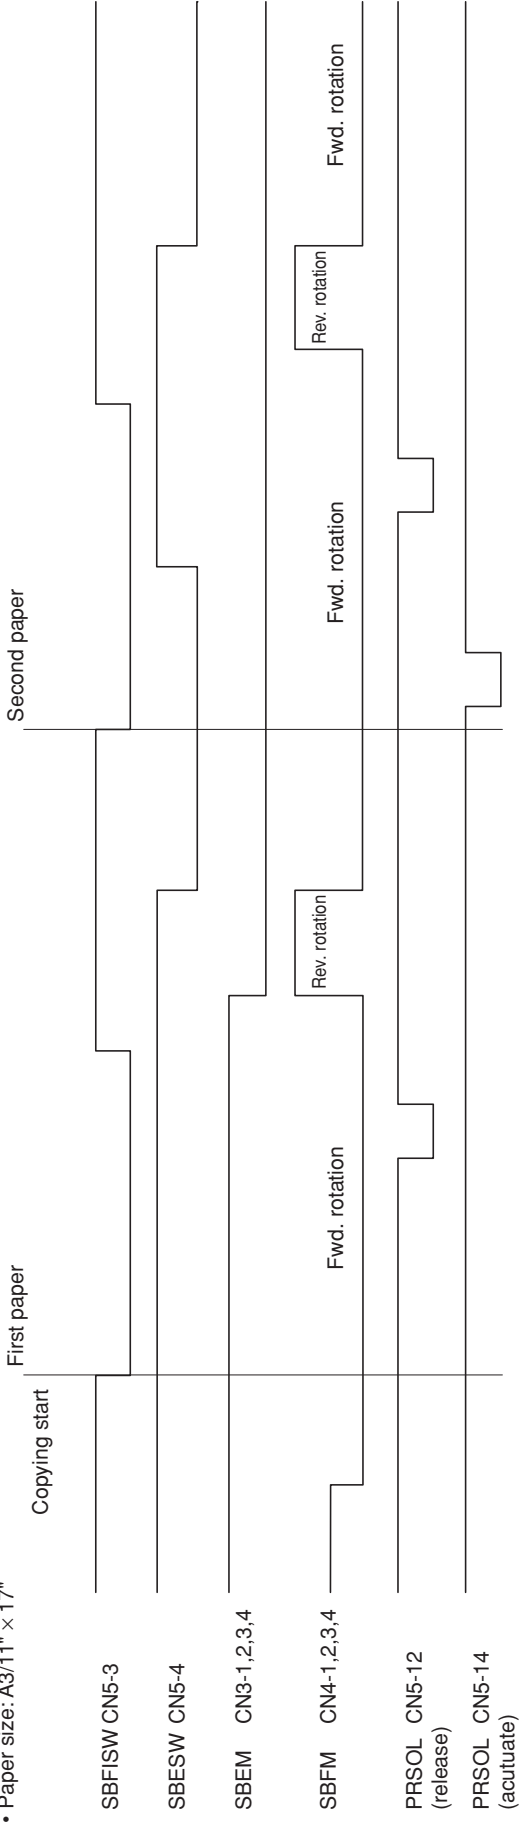 • Paper size: A3/11" × 17"
Copying start
First paper
Second paper
SBFISW CN5-3
SBESW CN5-4
SBEM CN3-1,2,3,4
SBFM CN4-1,2,3,4
Fwd. rotation
Rev. rotation
Fwd. rotation
Rev. rotation
Fwd. rotation
PRSOL CN5-12
(release)
PRSOL CN5-14
(acutuate)